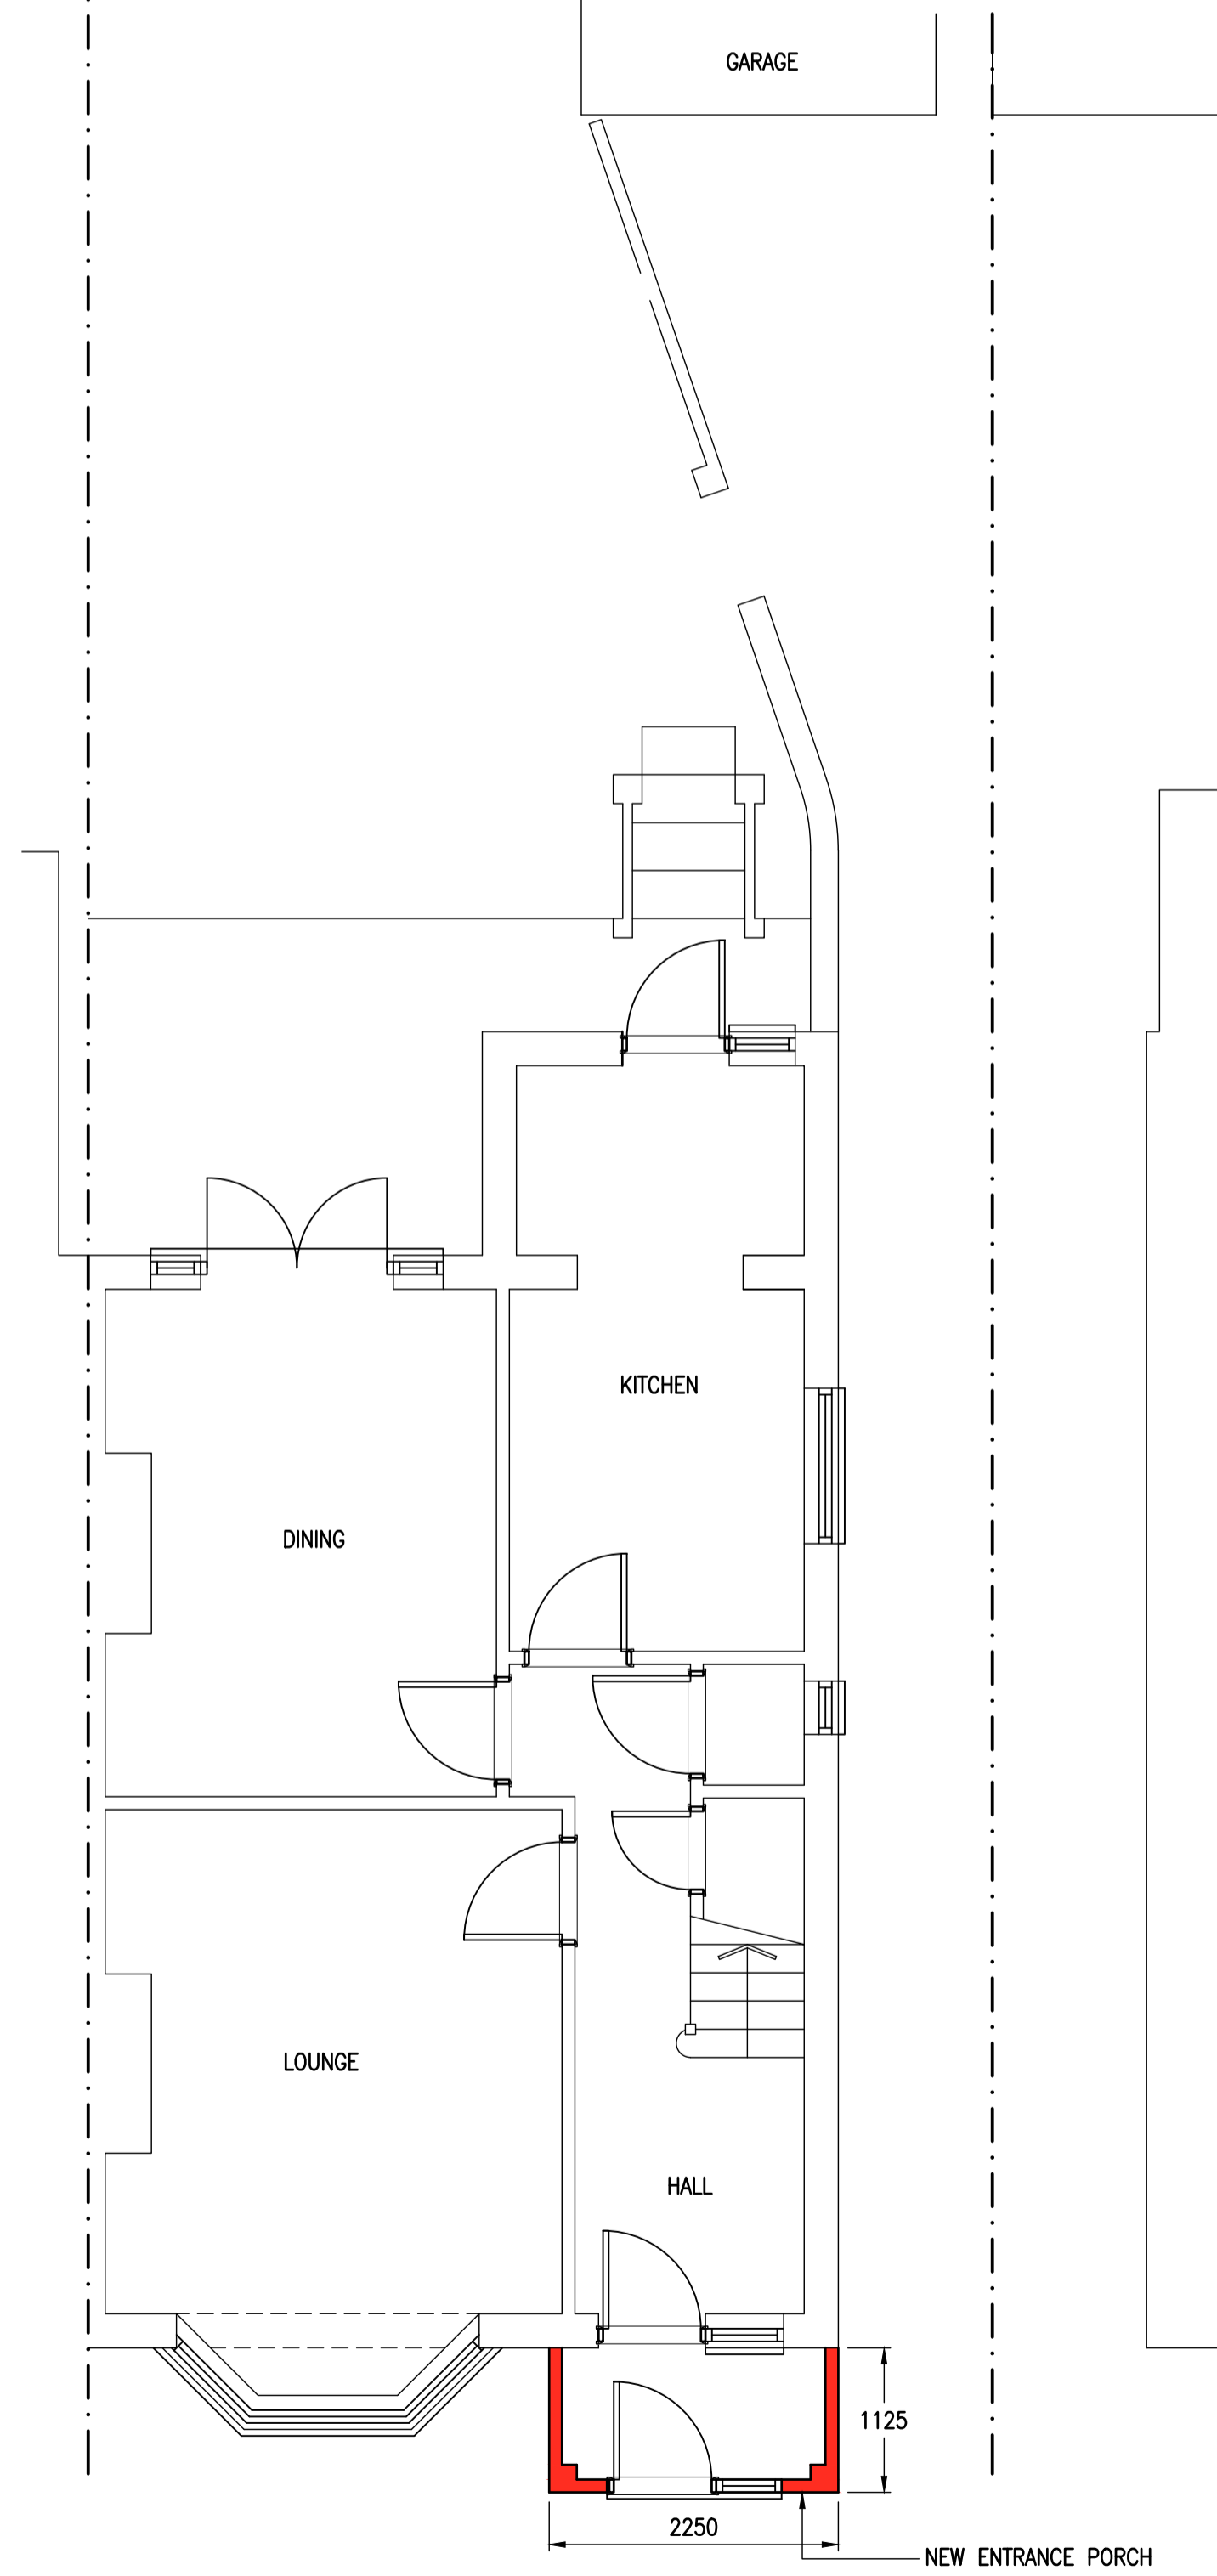 GARAGE
KITCHEN
DINING
LOUNGE
HALL
1125
2250
NEW ENTRANCE PORCH